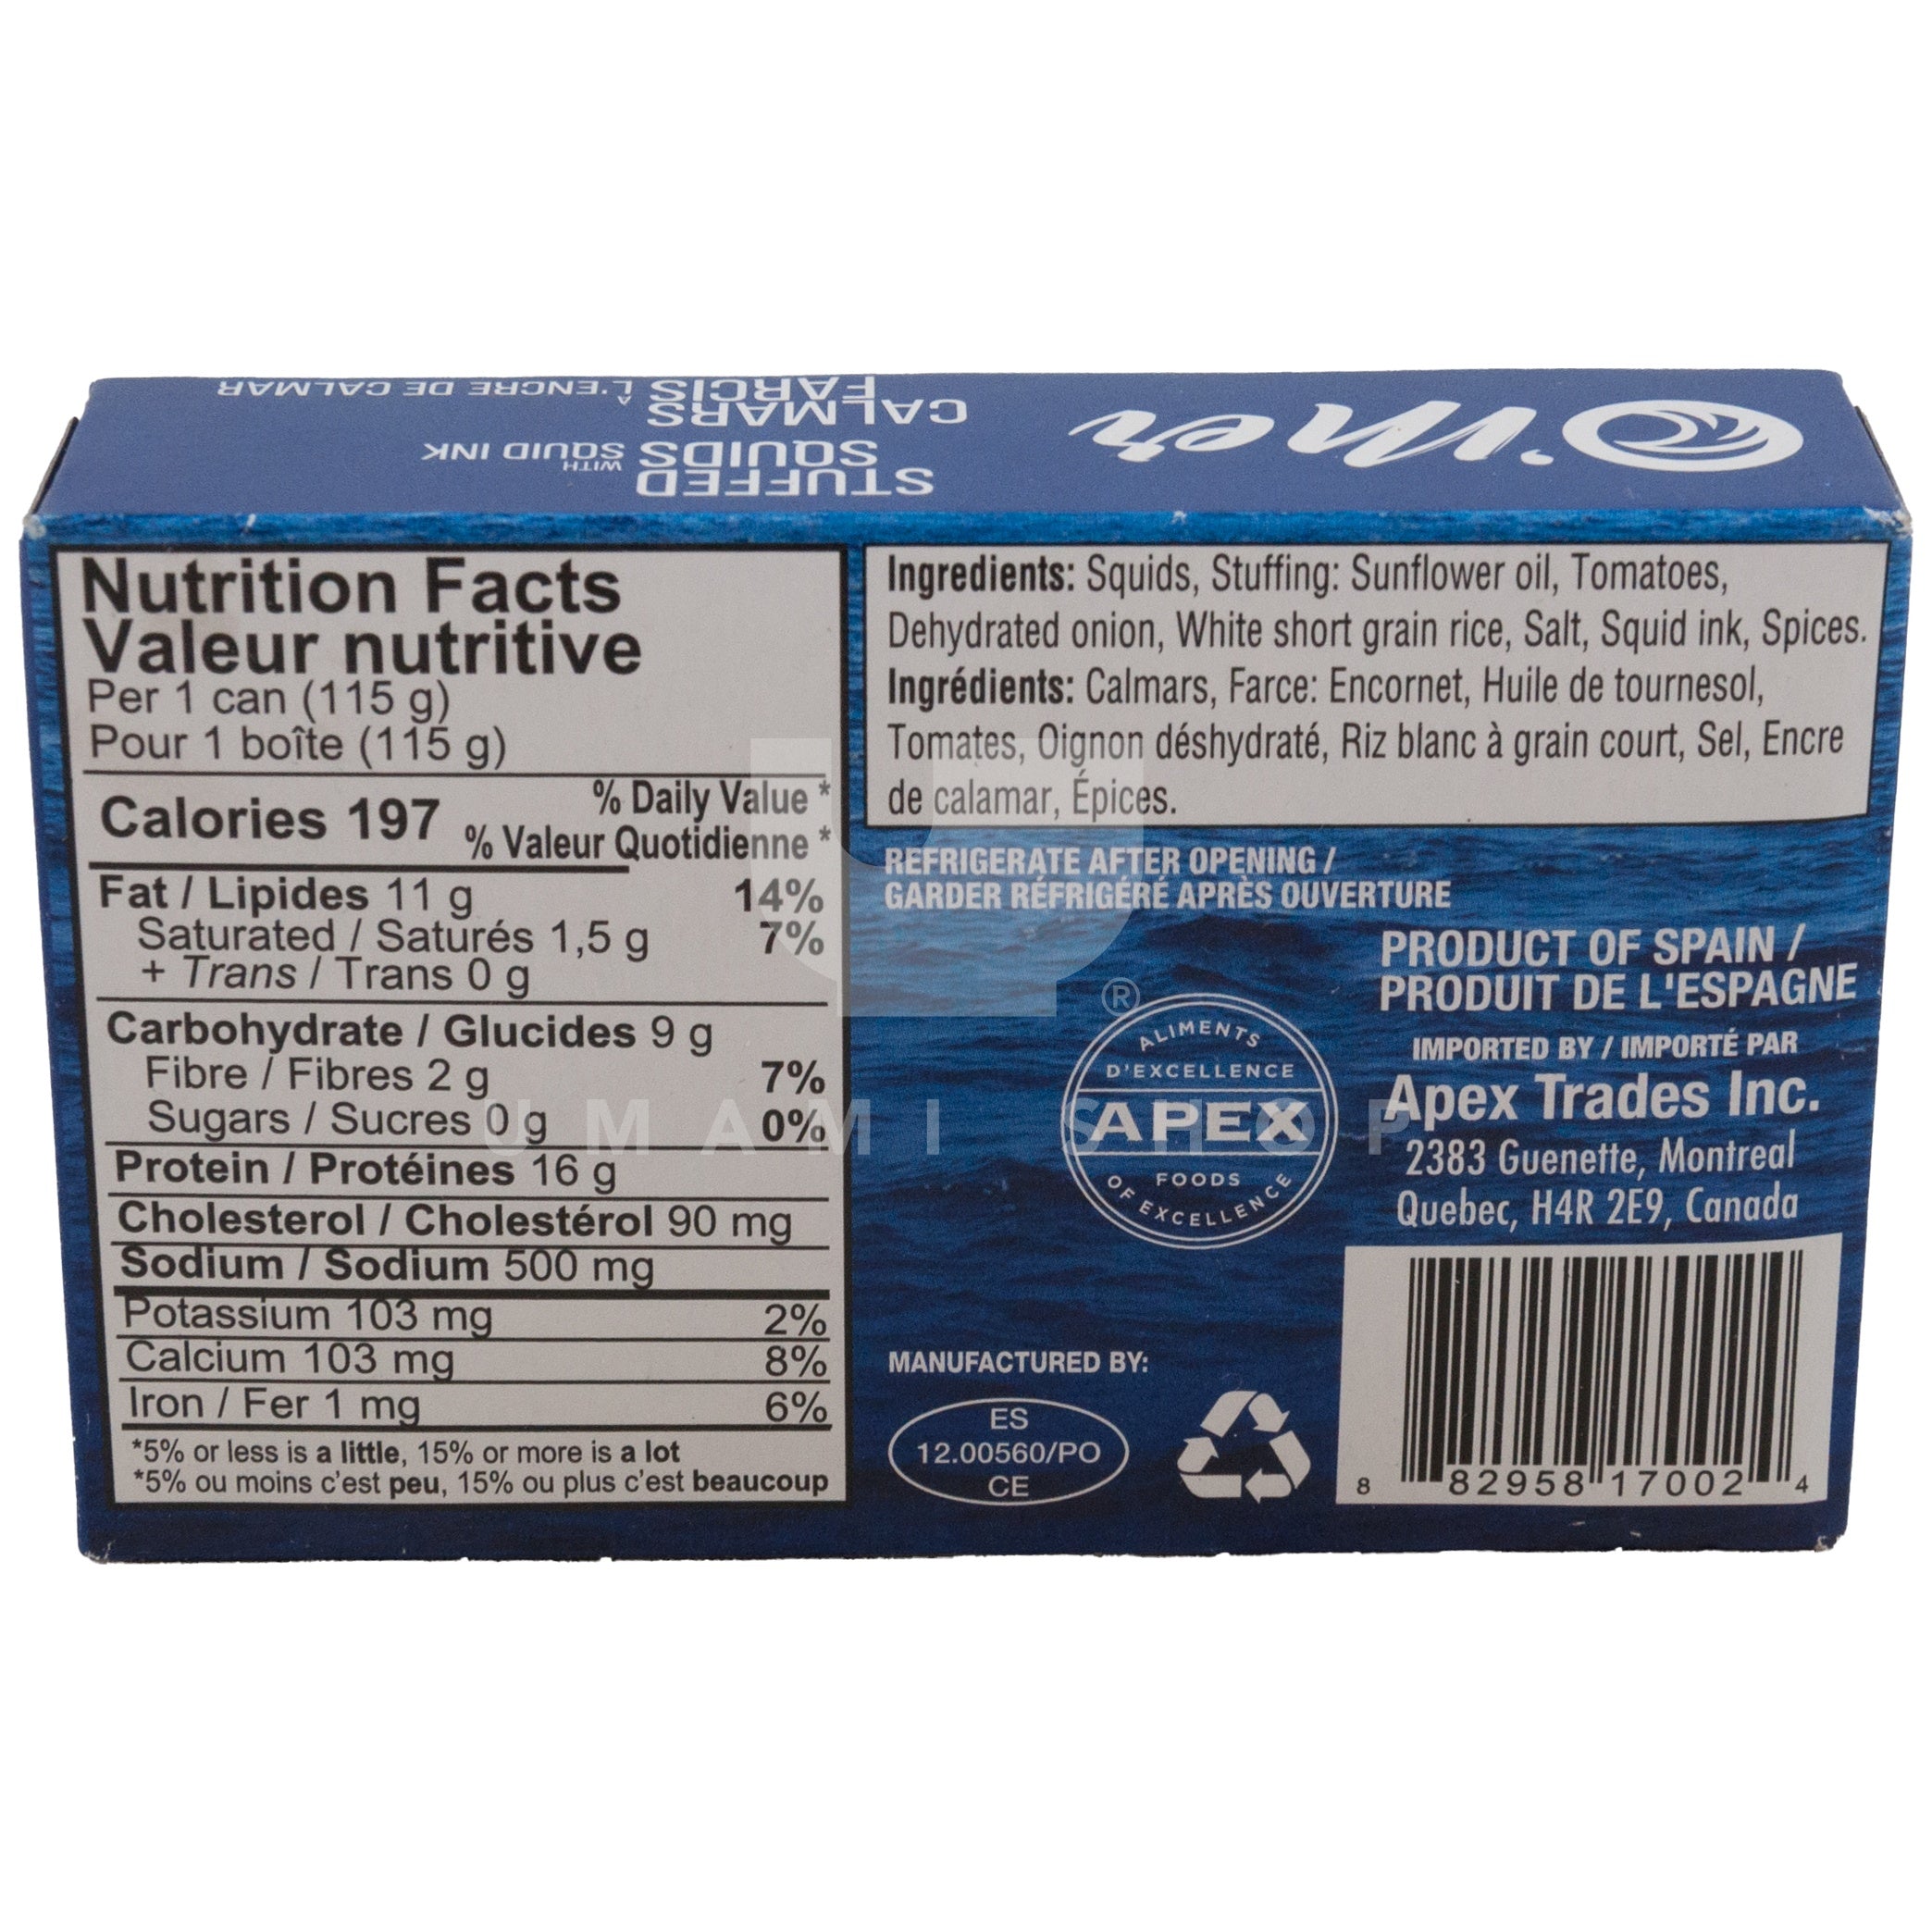 O'Mer
STUFFED
SQUIDS WITH SQUID INK
CALMARS
FARCIS À L'ENCRE DE CALMAR
Nutrition Facts
Valeur nutritive
Per 1 can (115 g)
Pour 1 boîte (115 g)
Calories 197
% Daily Value *
% Valeur Quotidienne *
Fat / Lipides 11 g 14%
Saturated / Saturés 1,5 g 7%
+ Trans / Trans 0 g
Carbohydrate / Glucides 9 g
Fibre / Fibres 2 g 7%
Sugars / Sucres 0 g 0%
Protein / Protéines 16 g
Cholesterol / Cholestérol 90 mg
Sodium / Sodium 500 mg
Potassium 103 mg 2%
Calcium 103 mg 8%
Iron / Fer 1 mg 6%
*5% or less is a little, 15% or more is a lot
*5% ou moins c'est peu, 15% ou plus c'est beaucoup
Ingredients: Squids, Stuffing: Sunflower oil, Tomatoes,
Dehydrated onion, White short grain rice, Salt, Squid ink, Spices.
Ingrédients: Calmars, Farce: Encornet, Huile de tournesol,
Tomates, Oignon déshydraté, Riz blanc à grain court, Sel, Encre
de calamar, Épices.
REFRIGERATE AFTER OPENING /
GARDER RÉFRIGÉRÉ APRÈS OUVERTURE
PRODUCT OF SPAIN /
PRODUIT DE L'ESPAGNE
IMPORTED BY / IMPORTÉ PAR
Apex Trades Inc.
2383 Guenette, Montreal
Quebec, H4R 2E9, Canada
ALIMENTS
D'EXCELLENCE
APEX
FOODS
OF EXCELLENCE
MANUFACTURED BY:
ES
12.00560/PO
CE
8 82958 17002 4
®
UMAMI SHOP